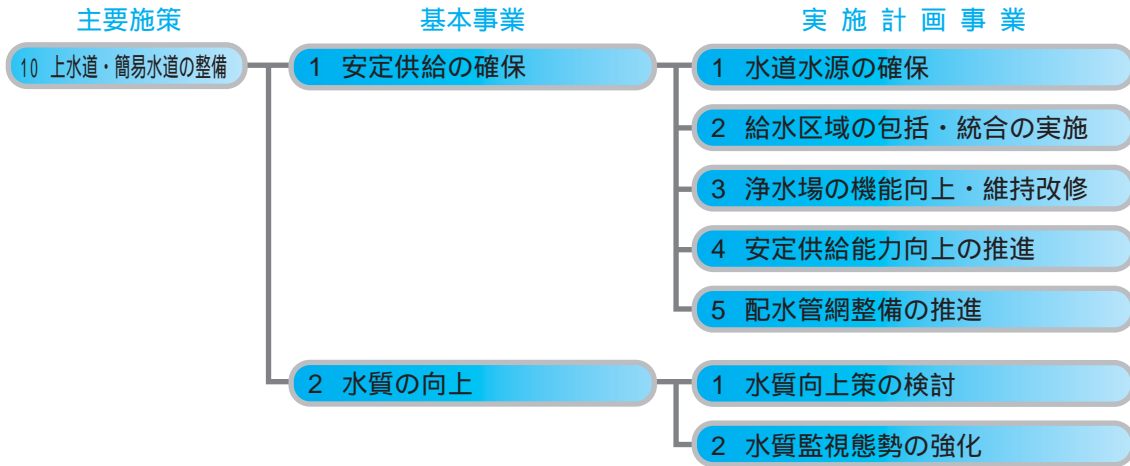 主要施策 基本事業 実施計画事業
10 上水道・簡易水道の整備
1 安定供給の確保
1 水道水源の確保
2 給水区域の包括・統合の実施
3 浄水場の機能向上・維持改修
4 安定供給能力向上の推進
5 配水管網整備の推進
2 水質の向上
1 水質向上策の検討
2 水質監視態勢の強化